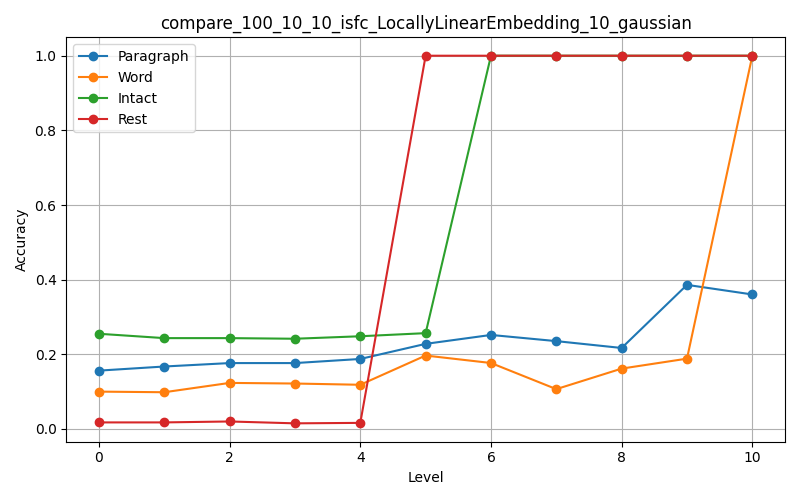 compare_100_10_10_isfc_LocallyLinearEmbedding_10_gaussian
Paragraph
Word
Intact
Rest
Accuracy
1.0
0.8
0.6
0.4
0.2
0.0
0 2 4 6 8 10
Level